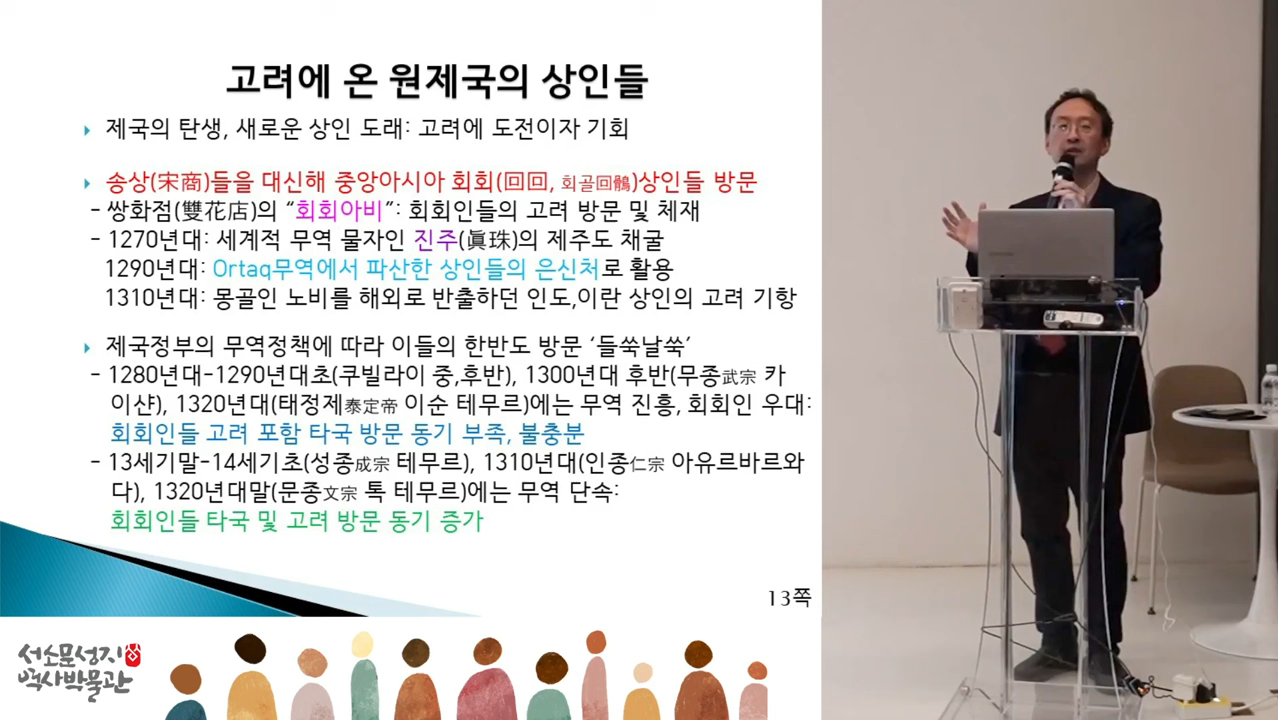 고려에 온 원제국의 상인들
제국의 탄생, 새로운 상인 도래: 고려에 도전이자 기회
송상(宋商)들을 대신해 중앙아시아 회회(回回, 회골回鶻)상인들 방문
- 쌍화점(雙花店)의 “회회아비”: 회회인들의 고려 방문 및 체재
- 1270년대: 세계적 무역 물자인 진주(眞珠)의 제주도 채굴
1290년대: Ortaq무역에서 파산한 상인들의 은신처로 활용
1310년대: 몽골인 노비를 해외로 반출하던 인도,이란 상인의 고려 기항
제국정부의 무역정책에 따라 이들의 한반도 방문 ‘들쑥날쑥’
- 1280년대-1290년대초(쿠빌라이 중,후반), 1300년대 후반(무종武宗 카
이샨), 1320년대(태정제泰定帝 이순 테무르)에는 무역 진흥, 회회인 우대:
회회인들 고려 포함 타국 방문 동기 부족, 불충분
- 13세기말-14세기초(성종成宗 테무르), 1310년대(인종仁宗 아유르바르와
다), 1320년대말(문종文宗 톡 테무르)에는 무역 단속:
회회인들 타국 및 고려 방문 동기 증가
13쪽
서소문성지
역사박물관